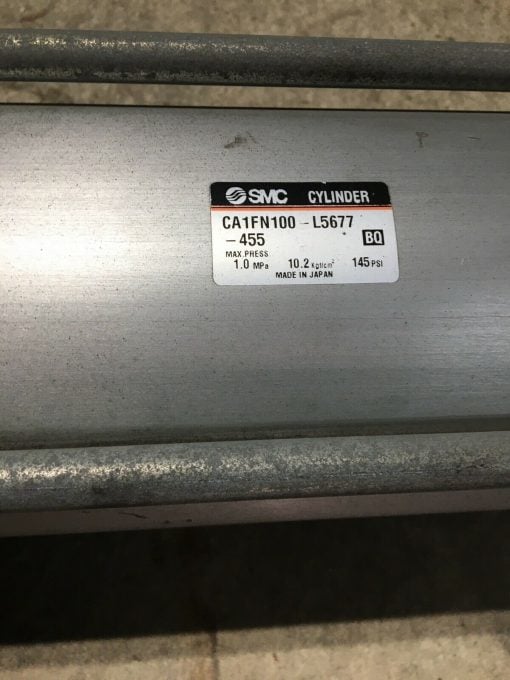 SMC CYLINDER
CA1FN100-L5677
-455 BQ
MAX.PRESS
1.0 MPa 10.2 Kgf/cm² 145 PSI
MADE IN JAPAN